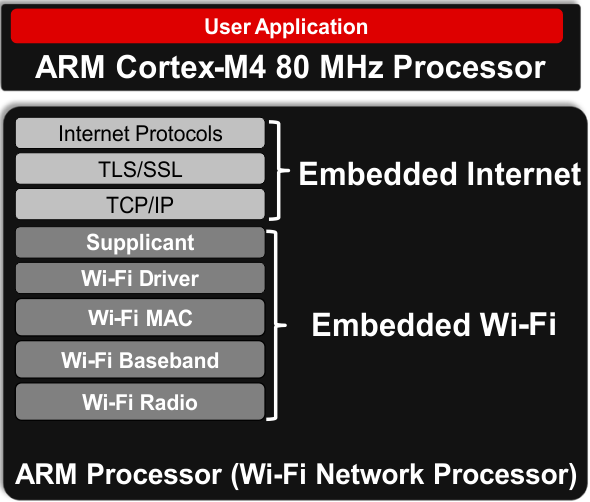 User Application
ARM Cortex-M4 80 MHz Processor
Internet Protocols
TLS/SSL
TCP/IP
Embedded Internet
Supplicant
Wi-Fi Driver
Wi-Fi MAC
Wi-Fi Baseband
Wi-Fi Radio
Embedded Wi-Fi
ARM Processor (Wi-Fi Network Processor)